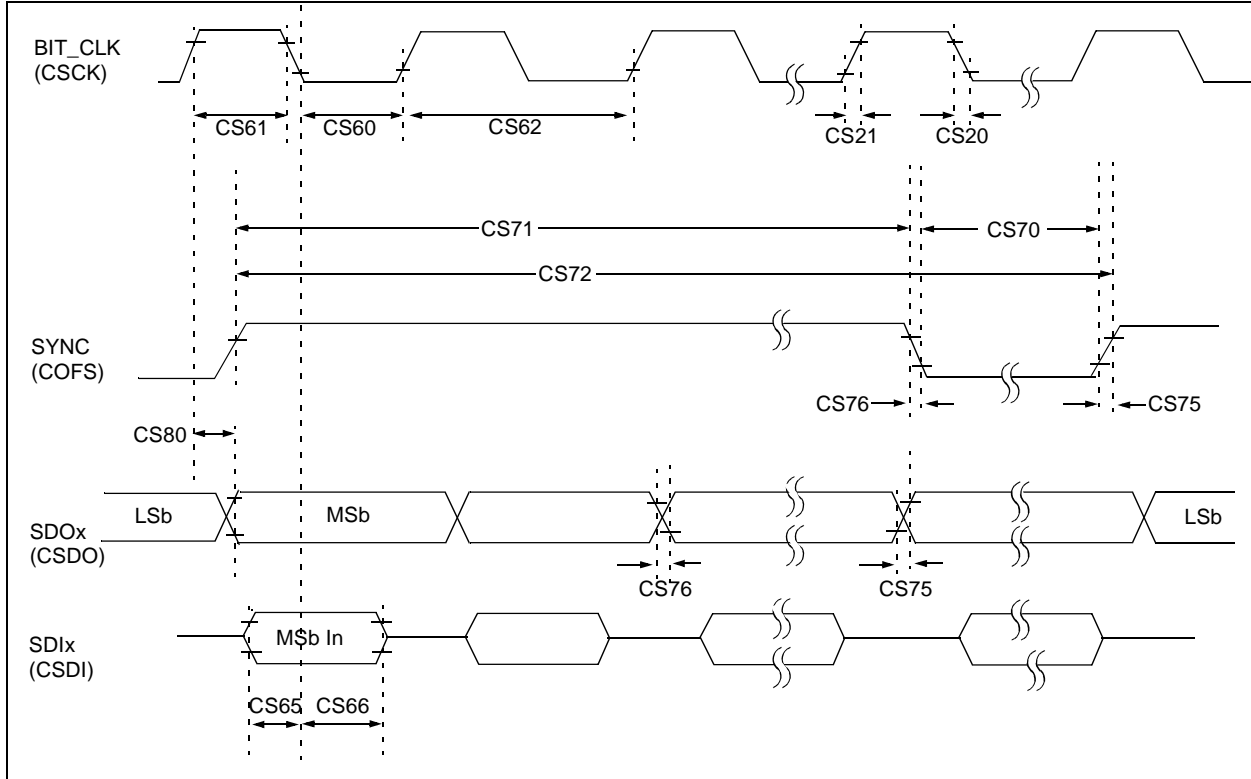 BIT_CLK
(CSCK)
CS61
CS60
CS62
CS21
CS20
CS71
CS70
CS72
SYNC
(COFS)
CS76
CS75
CS80
SDOx
(CSDO)
LSb
MSb
LSb
CS76
CS75
SDIx
(CSDI)
MSb In
CS65
CS66